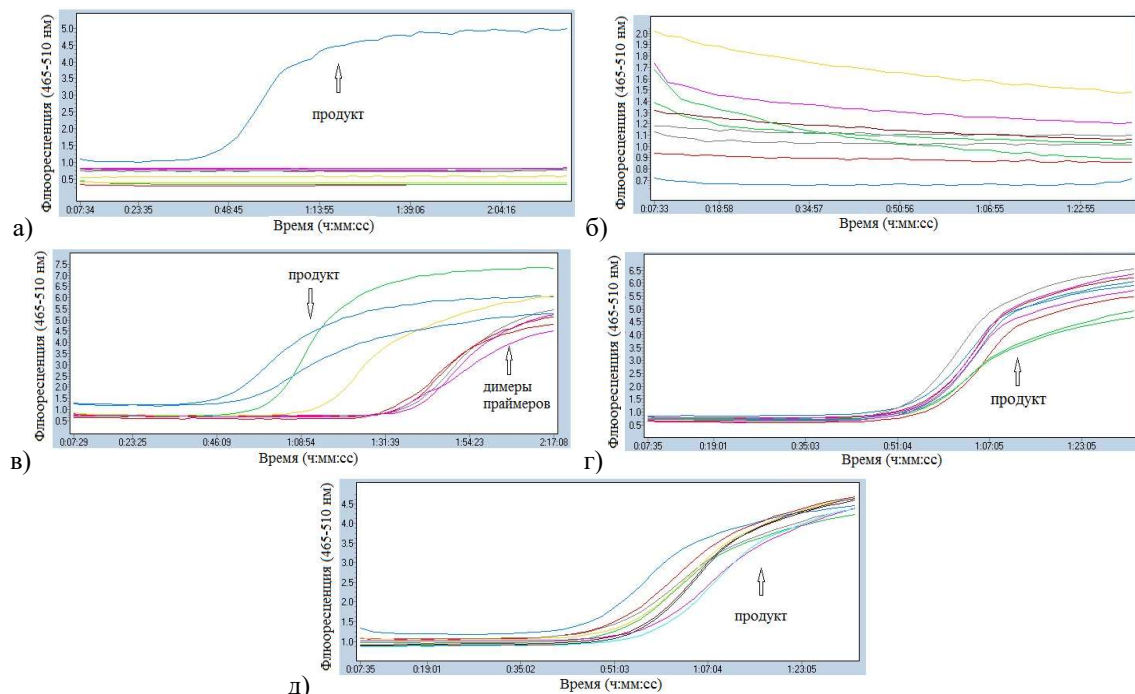 Флюоресценция (465-510 нм)
5.0
4.5
4.0
3.5
3.0
2.5
2.0
1.5
1.0
0.5
продукт
0:07:34 0:23:35 0:48:45 1:13:55 1:39:06 2:04:16
Время (ч:мм:сс)
а)
Флюоресценция (465-510 нм)
2.0
1.9
1.7
1.6
1.5
1.3
1.2
1.1
1.0
0.9
0.8
0.7
0:07:33 0:18:58 0:34:57 0:50:56 1:06:55 1:22:55
Время (ч:мм:сс)
б)
Флюоресценция (465-510 нм)
7.5
7.0
6.5
6.0
5.5
5.0
4.5
4.0
3.5
3.0
2.5
2.0
1.5
1.0
0.5
продукт
димеры
праймеров
0:07:29 0:23:25 0:46:09 1:08:54 1:31:39 1:54:23 2:17:08
Время (ч:мм:сс)
в)
Флюоресценция (465-510 нм)
6.5
6.0
5.5
5.0
4.5
4.0
3.5
3.0
2.5
2.0
1.5
1.0
0.5
продукт
0:07:35 0:19:01 0:35:03 0:51:04 1:07:05 1:23:05
Время (ч:мм:сс)
г)
Флюоресценция (465-510 нм)
4.5
4.0
3.5
3.0
2.5
2.0
1.5
1.0
продукт
0:07:35 0:19:01 0:35:02 0:51:03 1:07:04 1:23:05
Время (ч:мм:сс)
д)